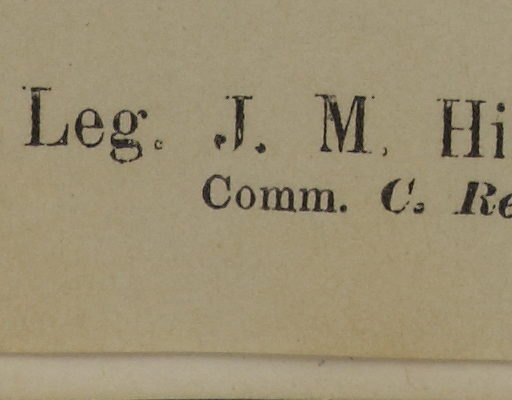 Leg. J. M. Hi
Comm. C. Re